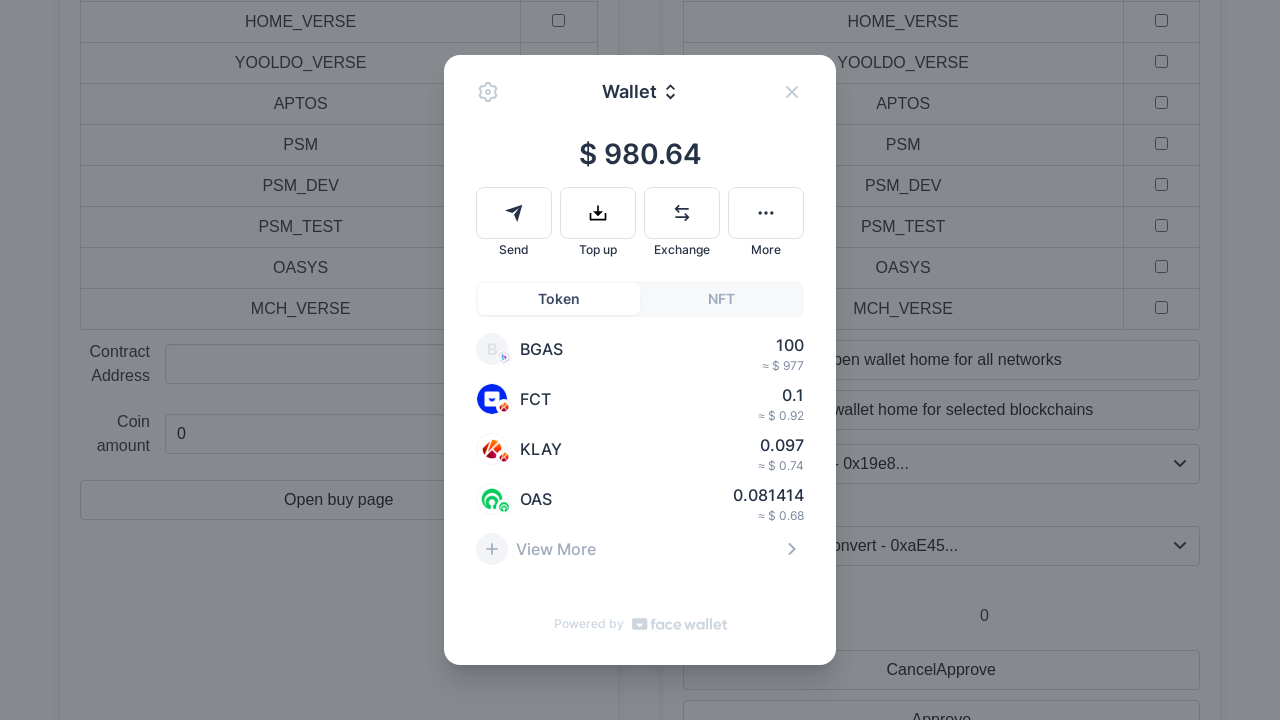 HOME_VERSE
YOOLDO_VERSE
APTOS
PSM
PSM_DEV
PSM_TEST
OASYS
MCH_VERSE
Contract
Address
Coin
amount
0
Open buy page
Wallet
$ 980.64
Send
Top up
Exchange
More
Token
NFT
B
BGAS
100
≈ $ 977
FCT
0.1
≈ $ 0.92
KLAY
0.097
≈ $ 0.74
OAS
0.081414
≈ $ 0.68
View More
Powered by face wallet
HOME_VERSE
YOOLDO_VERSE
APTOS
PSM
PSM_DEV
PSM_TEST
OASYS
MCH_VERSE
wallet home for all networks
wallet home for selected blockchains
- 0x19e8...
- 0xaE45...
0
CancelApprove
Approve